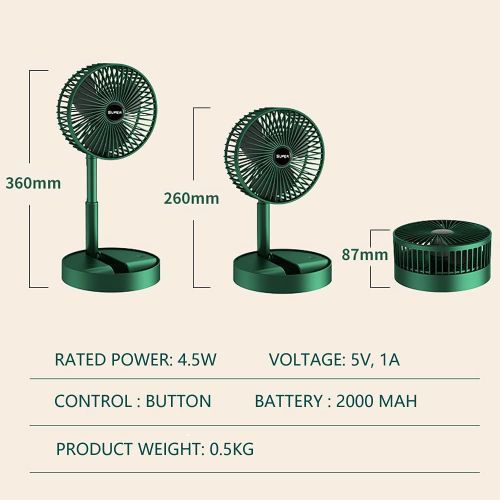 360mm
SUPER
260mm
SUPER
87mm
RATED POWER: 4.5W VOLTAGE: 5V, 1A
CONTROL : BUTTON BATTERY : 2000 MAH
PRODUCT WEIGHT: 0.5KG